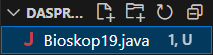 DASPR...
J Bioskop19.java 1, U